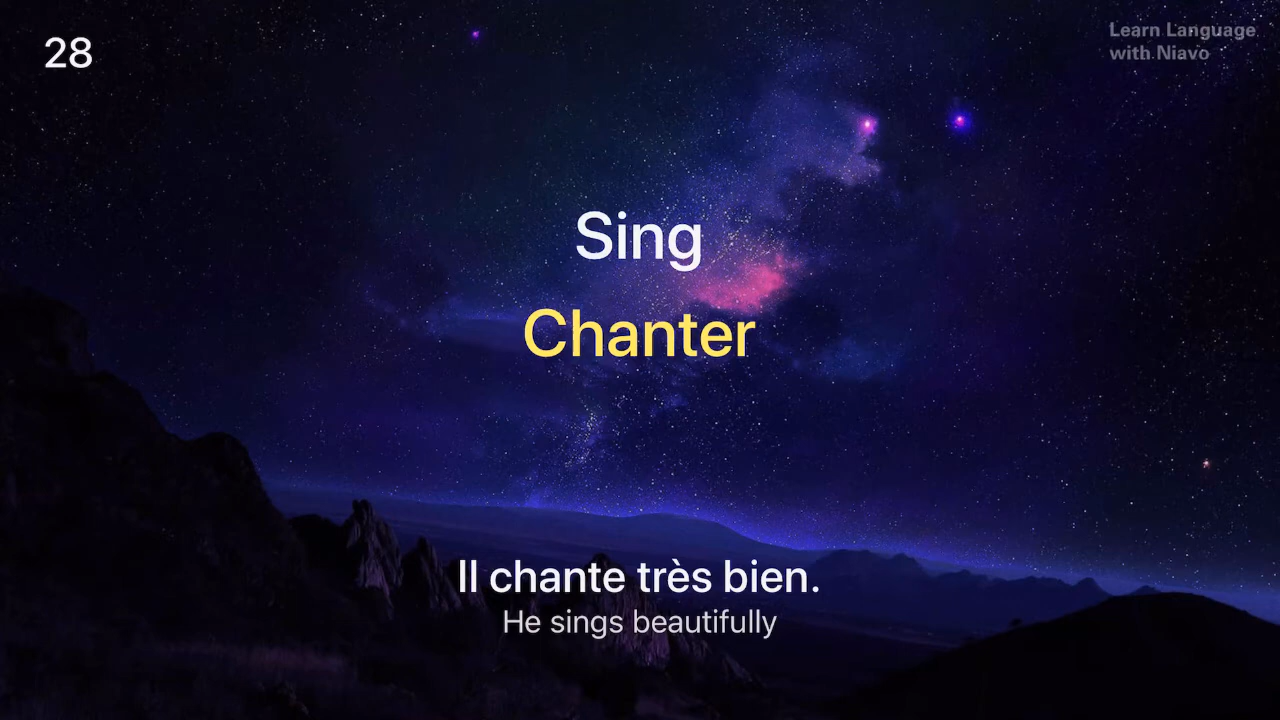 28
Learn Language
with Niavo
Sing
Chanter
Il chante très bien.
He sings beautifully